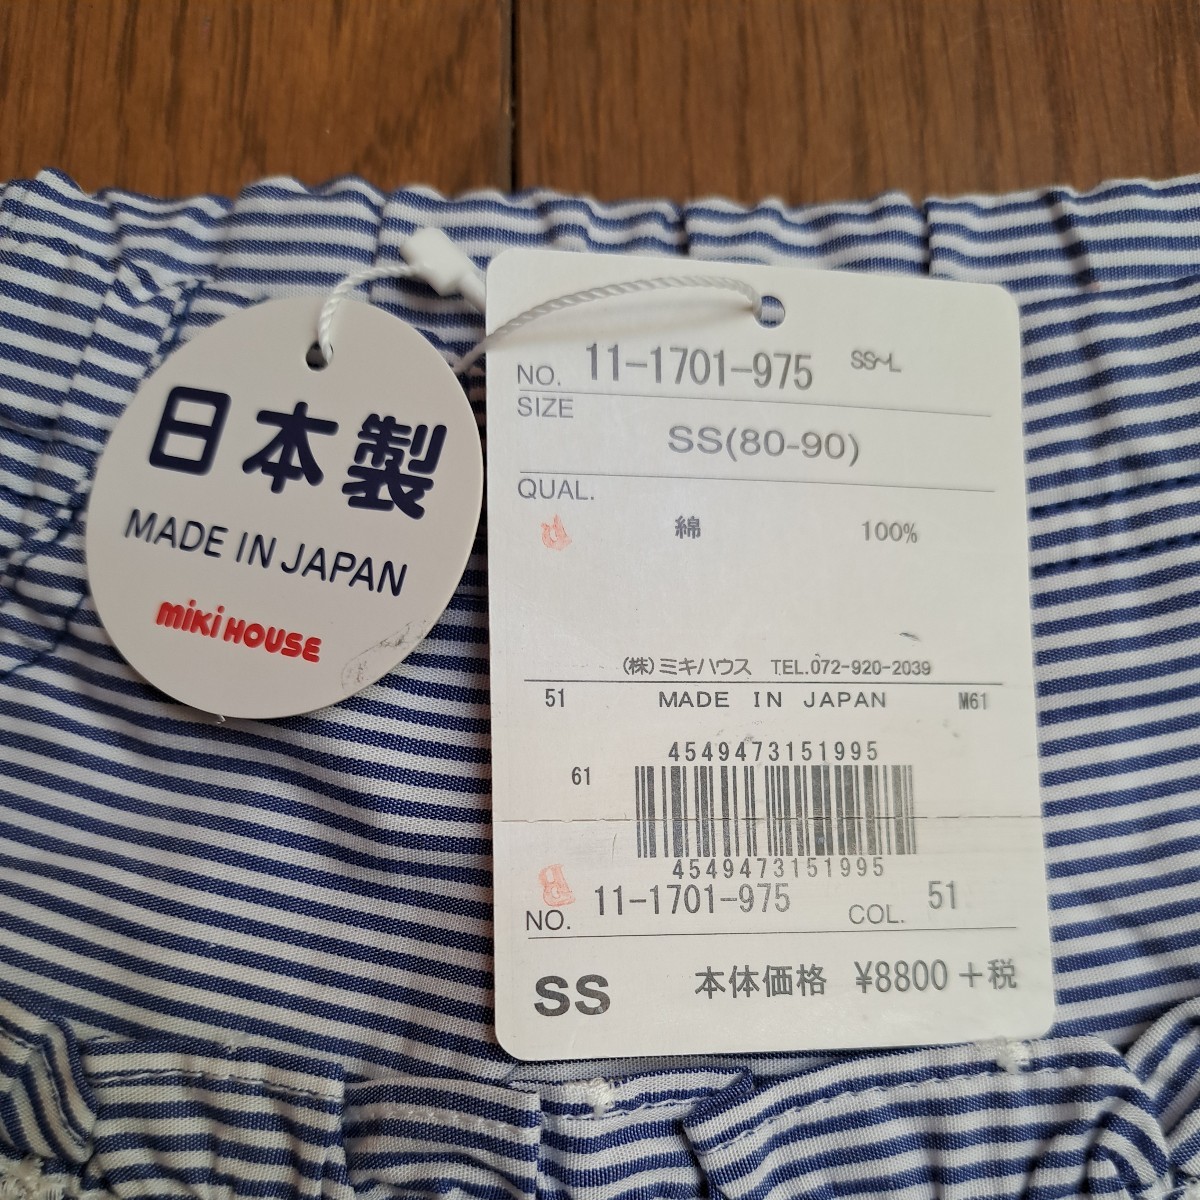 日本製
MADE IN JAPAN
miki HOUSE
NO. 11-1701-975 SS~L
SIZE
SS(80-90)
QUAL.
綿 100%
(株)ミキハウス TEL.072-920-2039
51 MADE IN JAPAN M61
4549473151995
61
4549473151995
NO. 11-1701-975 COL. 51
SS 本体価格 ¥8800+税